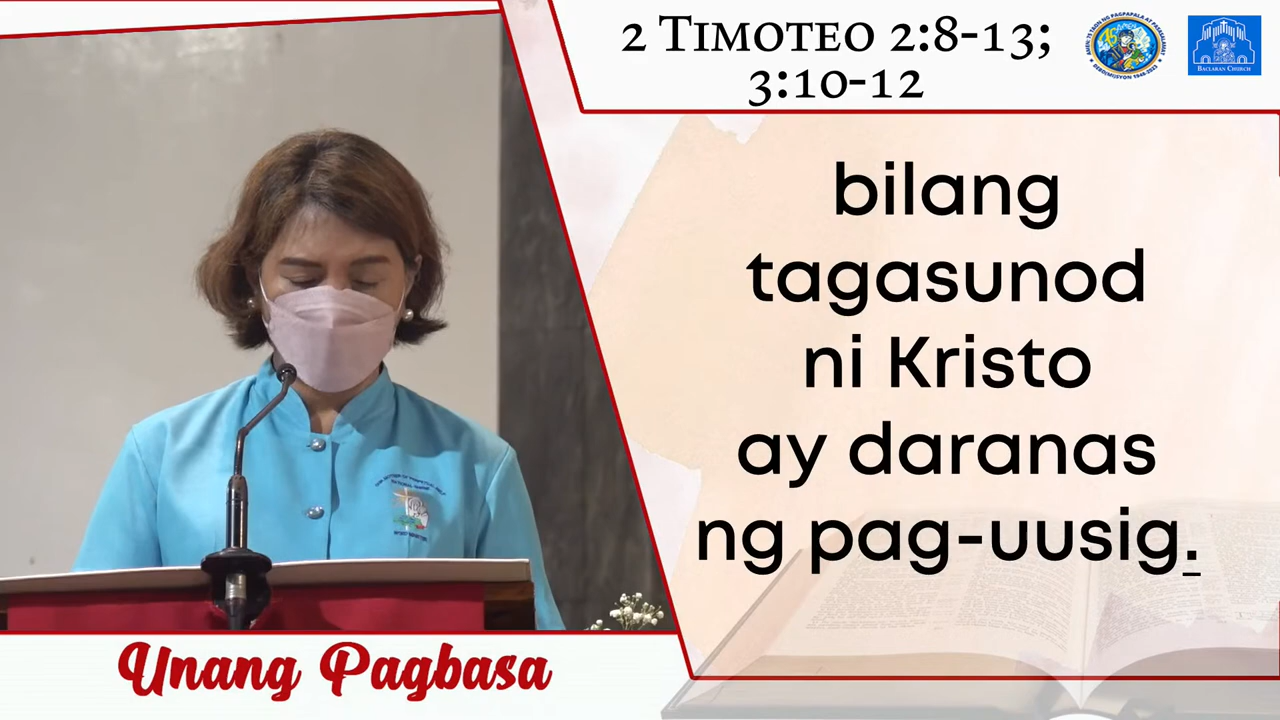 2 Timoteo 2:8-13;
3:10-12
Baclaran Church
bilang
tagasunod
ni Kristo
ay daranas
ng pag-uusig.
Unang Pagbasa